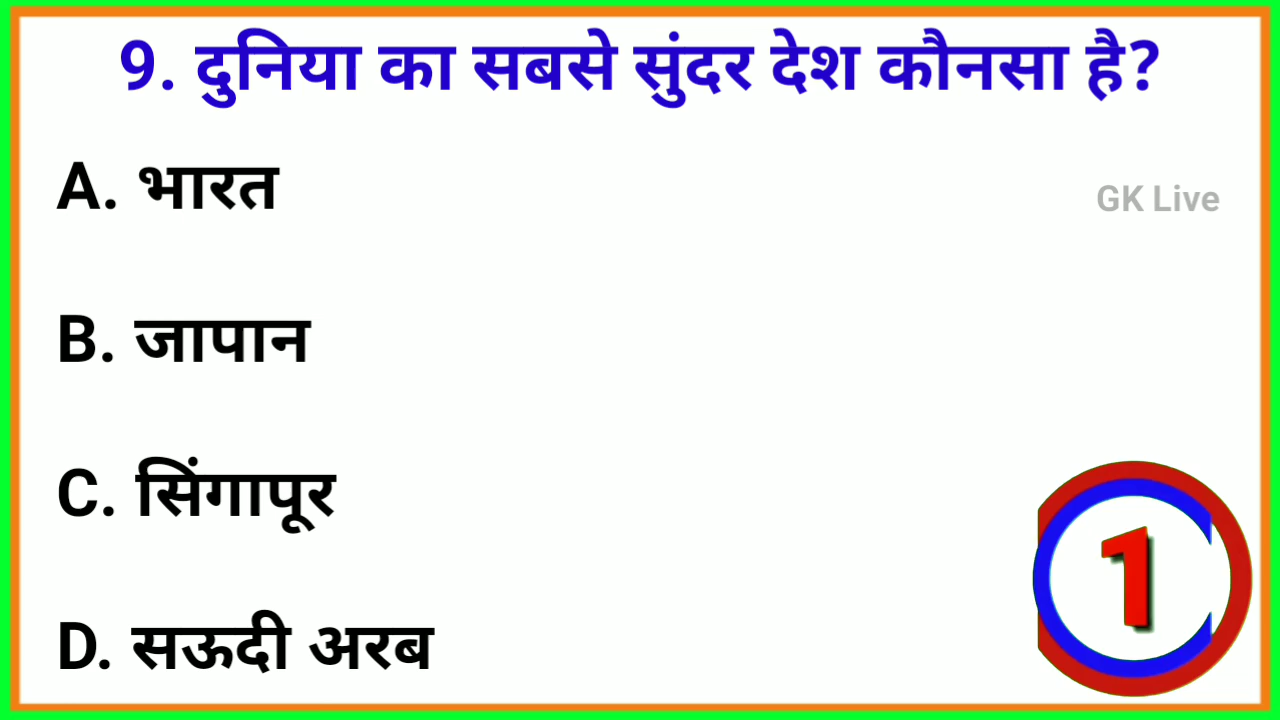 9. दुनिया का सबसे सुंदर देश कौनसा है?
A. भारत
GK Live
B. जापान
C. सिंगापूर
D. सऊदी अरब
1